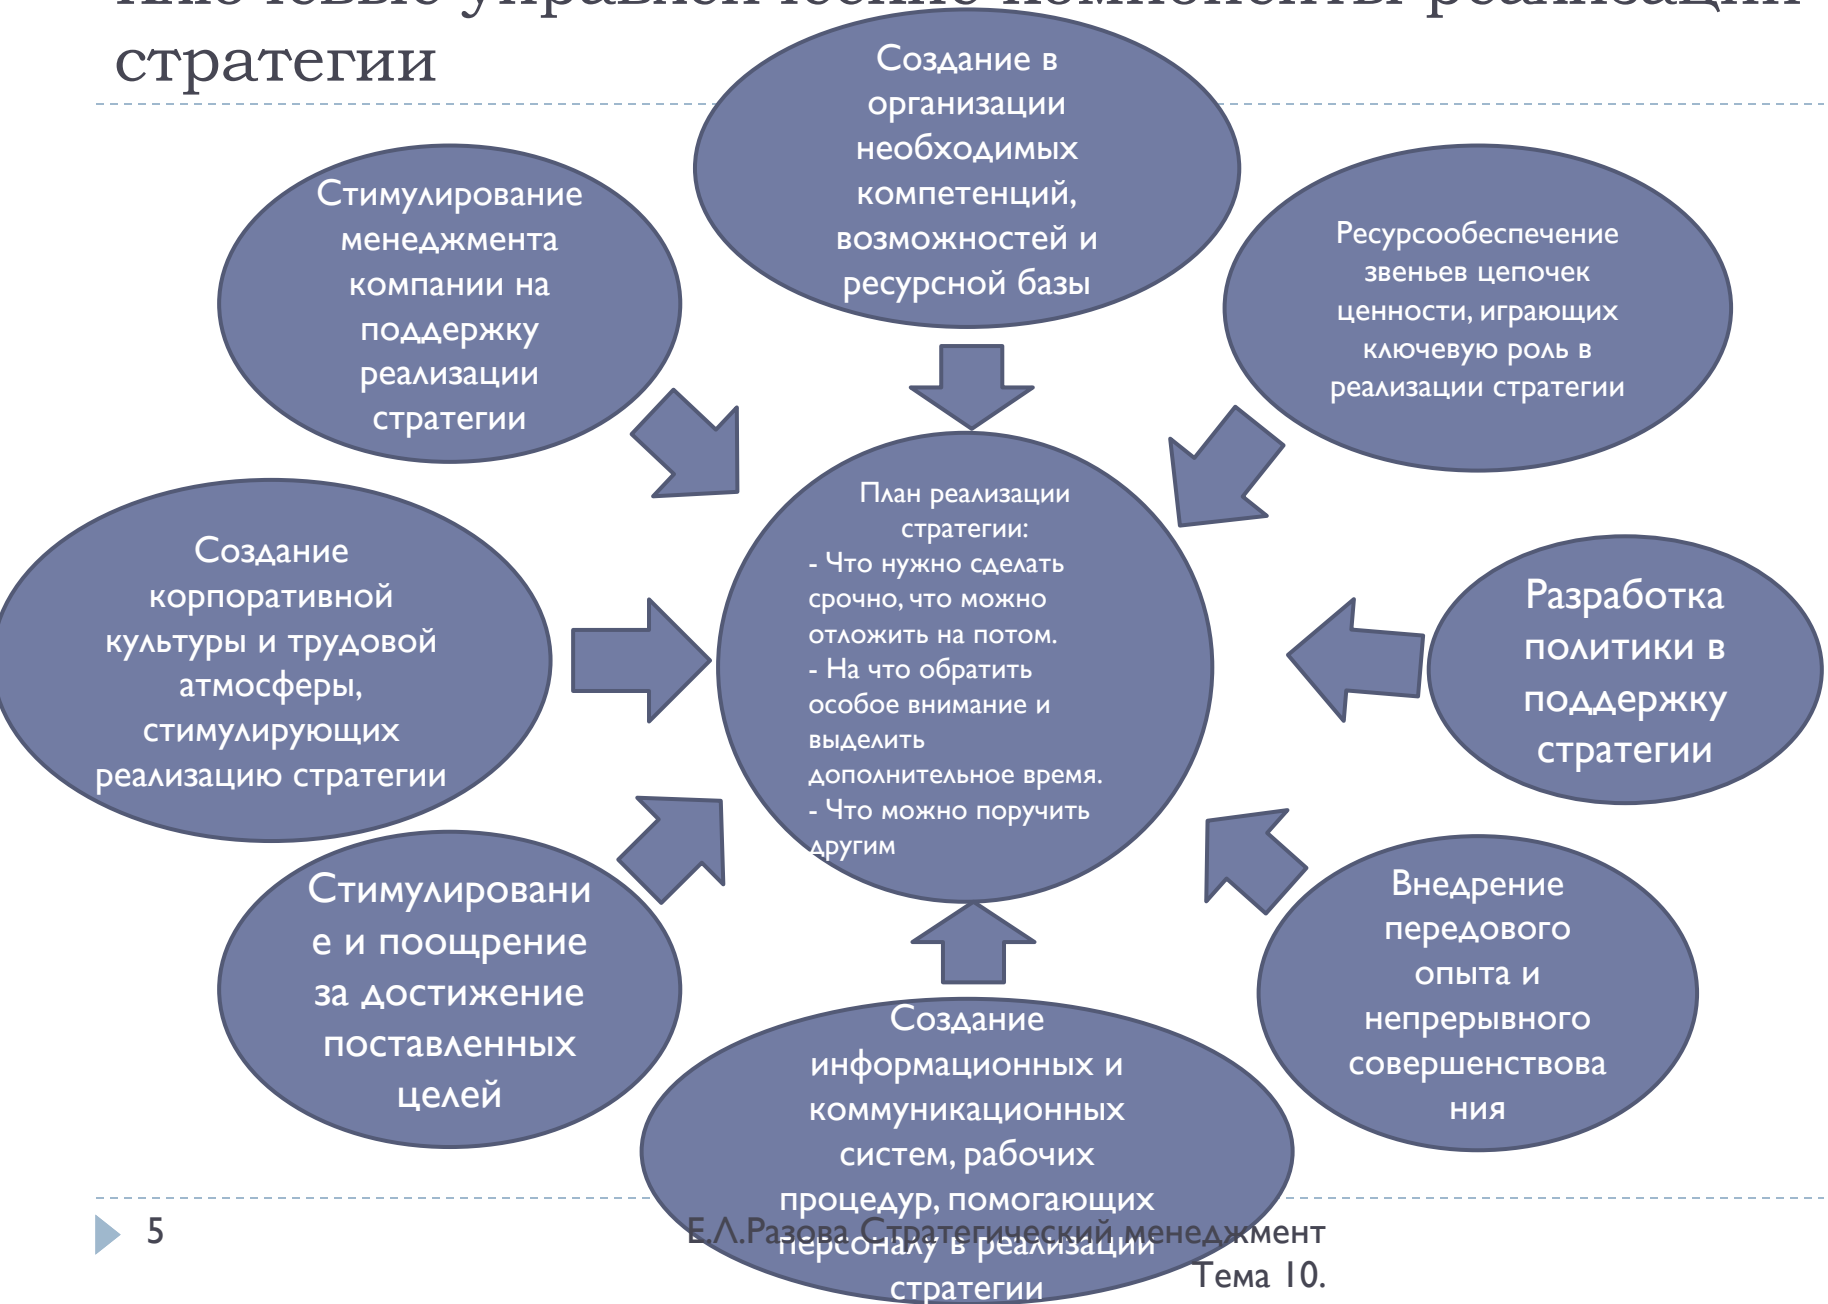 Ключевые управленческие компоненты реализации
стратегии
Создание в
организации
необходимых
компетенций,
возможностей и
ресурсной базы
Стимулирование
менеджмента
компании на
поддержку
реализации
стратегии
Ресурсообеспечение
звеньев цепочек
ценности, играющих
ключевую роль в
реализации стратегии
План реализации
стратегии:
- Что нужно сделать
срочно, что можно
отложить на потом.
- На что обратить
особое внимание и
выделить
дополнительное время.
- Что можно поручить
другим
Создание
корпоративной
культуры и трудовой
атмосферы,
стимулирующих
реализацию стратегии
Разработка
политики в
поддержку
стратегии
Стимулировани
е и поощрение
за достижение
поставленных
целей
Внедрение
передового
опыта и
непрерывного
совершенствова
ния
Создание
информационных и
коммуникационных
систем, рабочих
процедур, помогающих
персоналу в реализации
стратегии
5
Е.Л.Разова Стратегический менеджмент
Тема 10.